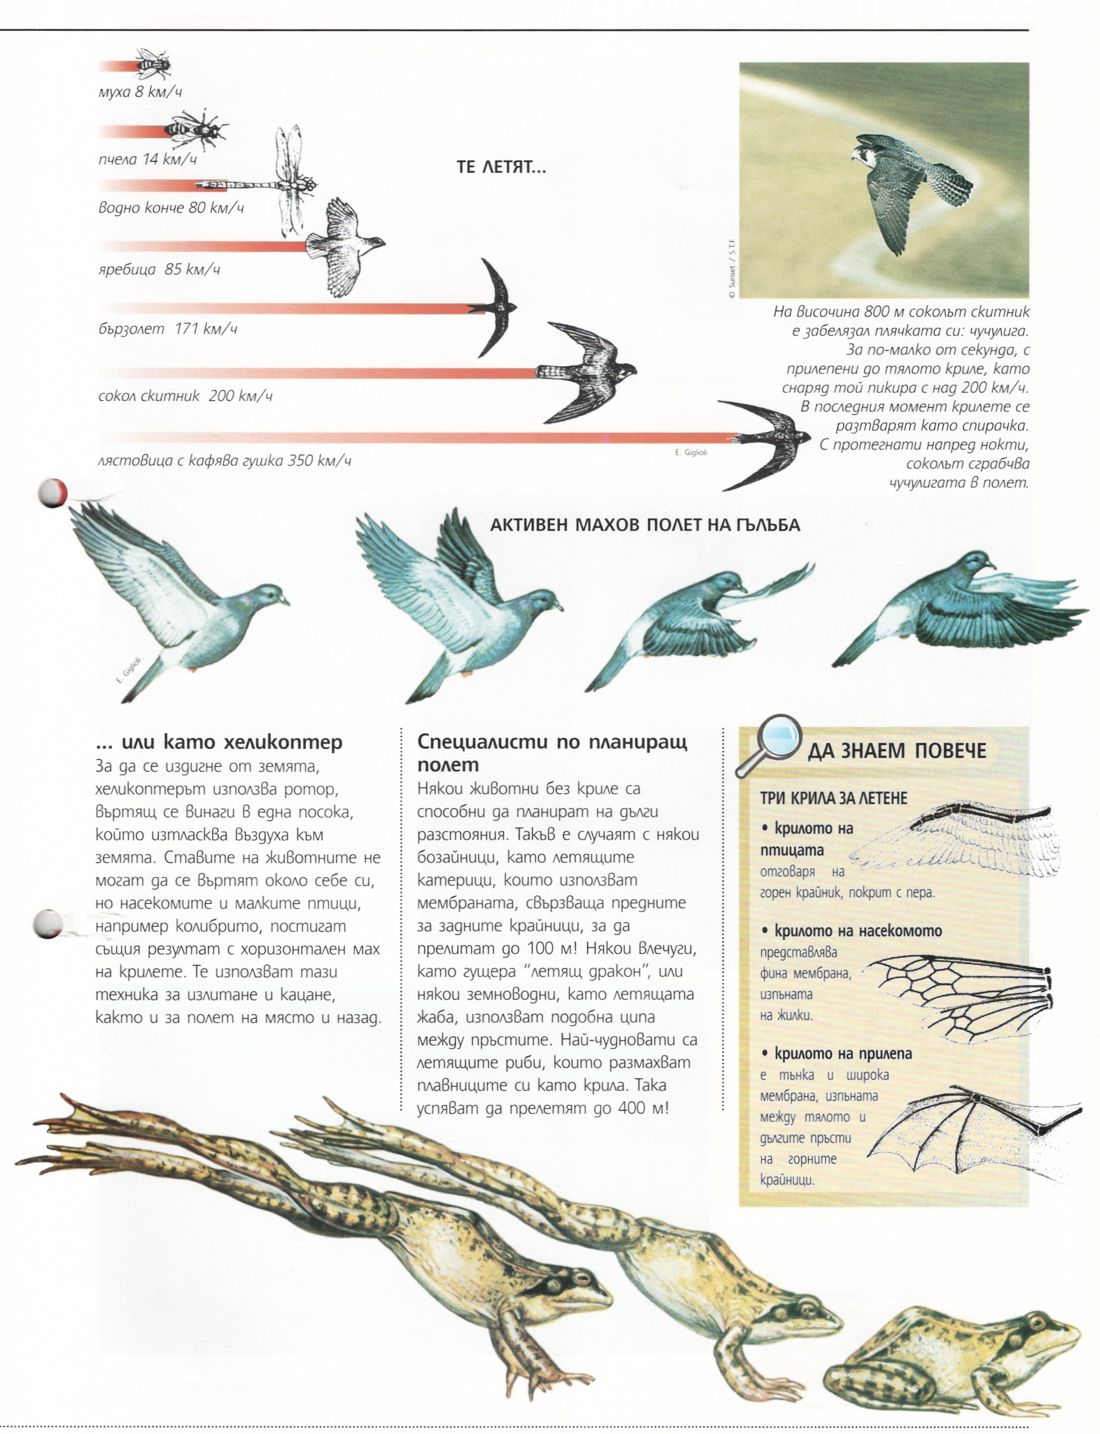 муха 8 км/ч
пчела 14 км/ч
водно конче 80 км/ч
яребица 85 км/ч
бързолет 171 км/ч
сокол скитник 200 км/ч
лястовица с кафява гушка 350 км/ч
ТЕ ЛЕТЯТ...
E. Giglioli
© Sunset / S.T.F
На височина 800 м соколът скитник
е забелязал плячката си: чучулига.
За по-малко от секунда, с
прилепени до тялото криле, като
снаряд той пикира с над 200 км/ч.
В последния момент крилете се
разтварят като спирачка.
С протегнати напред нокти,
соколът сграбчва
чучулигата в полет.
АКТИВЕН МАХОВ ПОЛЕТ НА ГЪЛЪБА
E. Giglioli
... или като хеликоптер
За да се издигне от земята,
хеликоптерът използва ротор,
въртящ се винаги в една посока,
който изтласква въздуха към
земята. Ставите на животните не
могат да се въртят около себе си,
но насекомите и малките птици,
например колибрито, постигат
същия резултат с хоризонтален мах
на крилете. Те използват тази
техника за излитане и кацане,
както и за полет на място и назад.
Специалисти по планиращ
полет
Някои животни без криле са
способни да планират на дълги
разстояния. Такъв е случаят с някои
бозайници, като летящите
катерици, които използват
мембраната, свързваща предните
за задните крайници, за да
прелитат до 100 м! Някои влечуги,
като гущера "летящ дракон", или
някои земноводни, като летящата
жаба, използват подобна ципа
между пръстите. Най-чудновати са
летящите риби, които размахват
плавниците си като крила. Така
успяват да прелетят до 400 м!
ДА ЗНАЕМ ПОВЕЧЕ
ТРИ КРИЛА ЗА ЛЕТЕНЕ
• крилото на
птицата
отговаря на
горен крайник, покрит с пера.
• крилото на насекомото
представлява
фина мембрана,
изпъната
на жилки.
• крилото на прилепа
е тънка и широка
мембрана, изпъната
между тялото и
дългите пръсти
на горните
крайници.